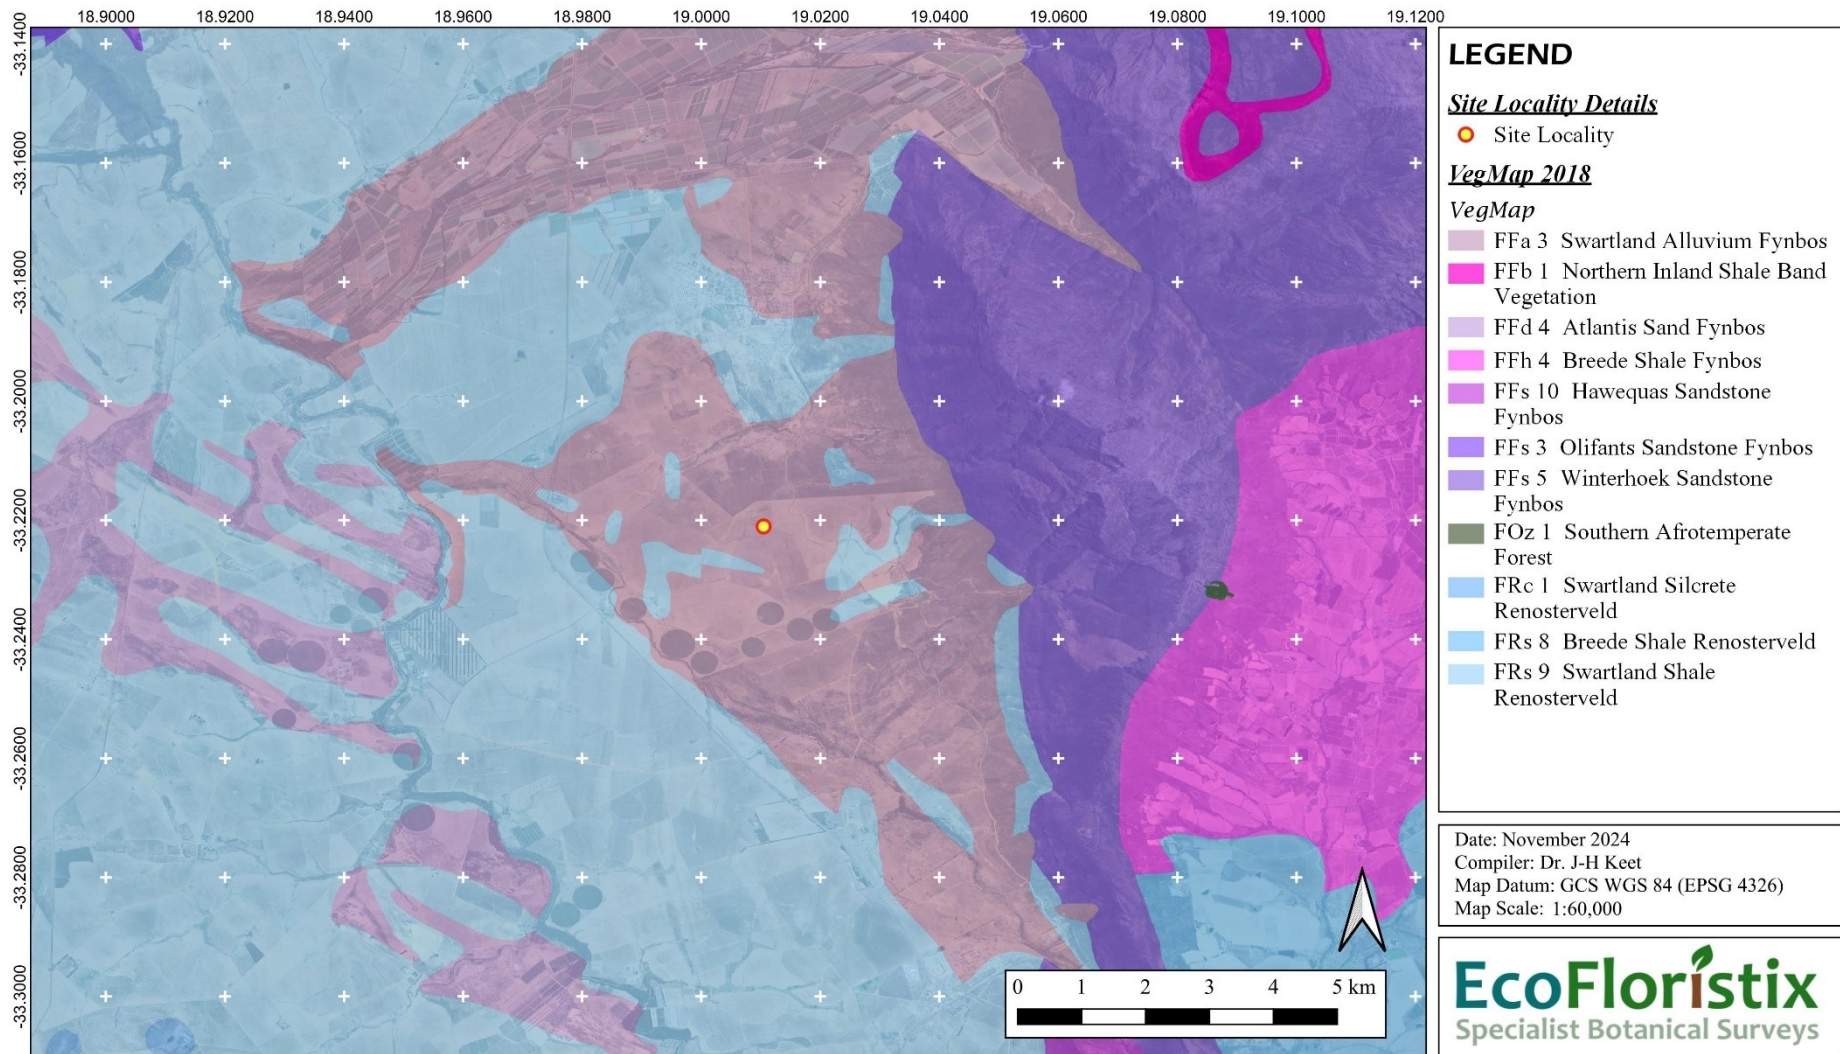 18.9000 18.9200 18.9400 18.9600 18.9800 19.0000 19.0200 19.0400 19.0600 19.0800 19.1000 19.1200
-33.1400
-33.1600
-33.1800
-33.2000
-33.2200
-33.2400
-33.2600
-33.2800
-33.3000
LEGEND
Site Locality Details
Site Locality
VegMap 2018
VegMap
FFa 3 Swartland Alluvium Fynbos
FFb 1 Northern Inland Shale Band
Vegetation
FFd 4 Atlantis Sand Fynbos
FFh 4 Breede Shale Fynbos
FFs 10 Hawequas Sandstone
Fynbos
FFs 3 Olifants Sandstone Fynbos
FFs 5 Winterhoek Sandstone
Fynbos
FOz 1 Southern Afrotemperate
Forest
FRc 1 Swartland Silcrete
Renosterveld
FRs 8 Breede Shale Renosterveld
FRs 9 Swartland Shale
Renosterveld
Date: November 2024
Compiler: Dr. J-H Keet
Map Datum: GCS WGS 84 (EPSG 4326)
Map Scale: 1:60,000
0 1 2 3 4 5 km
EcoFloristix
Specialist Botanical Surveys